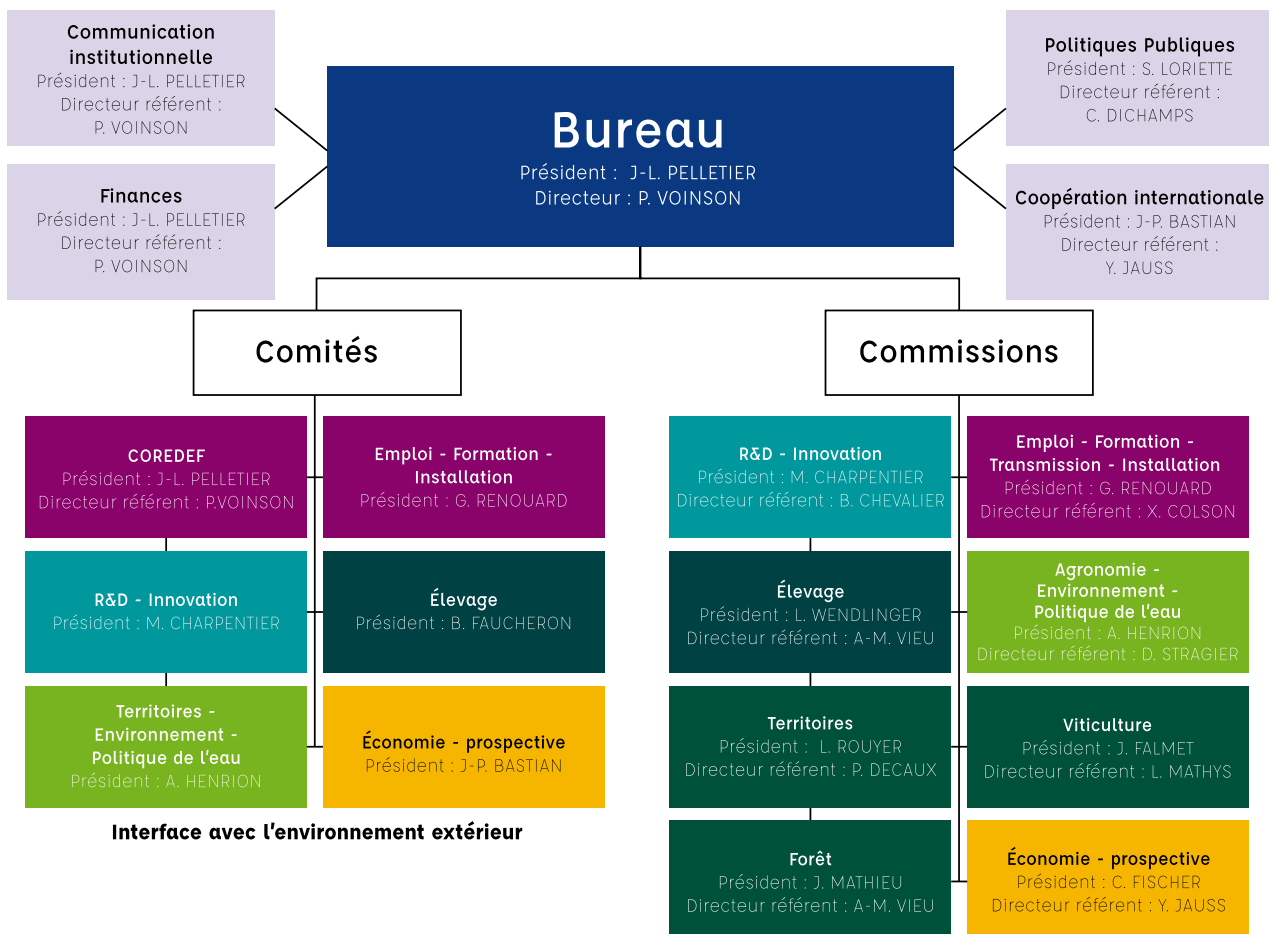 Communication
institutionnelle
Président : J-L. PELLETIER
Directeur référent :
P. VOINSON
Finances
Président : J-L. PELLETIER
Directeur référent :
P. VOINSON
Bureau
Président : J-L. PELLETIER
Directeur : P. VOINSON
Politiques Publiques
Président : S. LORIETTE
Directeur référent :
C. DICHAMPS
Coopération internationale
Président : J-P. BASTIAN
Directeur référent :
Y. JAUSS
Comités
COREDEF
Président : J-L. PELLETIER
Directeur référent : P.VOINSON
Emploi - Formation -
Installation
Président : G. RENOUARD
R&D - Innovation
Président : M. CHARPENTIER
Élevage
Président : B. FAUCHERON
Territoires -
Environnement -
Politique de l'eau
Président : A. HENRION
Économie - prospective
Président : J-P. BASTIAN
Interface avec l'environnement extérieur
Commissions
R&D - Innovation
Président : M. CHARPENTIER
Directeur référent : B. CHEVALIER
Emploi - Formation -
Transmission - Installation
Président : G. RENOUARD
Directeur référent : X. COLSON
Élevage
Président : L. WENDLINGER
Directeur référent : A-M. VIEU
Agronomie -
Environnement -
Politique de l'eau
Président : A. HENRION
Directeur référent : D. STRAGIER
Territoires
Président : L. ROUYER
Directeur référent : P. DECAUX
Viticulture
Président : J. FALMET
Directeur référent : L. MATHYS
Forêt
Président : J. MATHIEU
Directeur référent : A-M. VIEU
Économie - prospective
Président : C. FISCHER
Directeur référent : Y. JAUSS